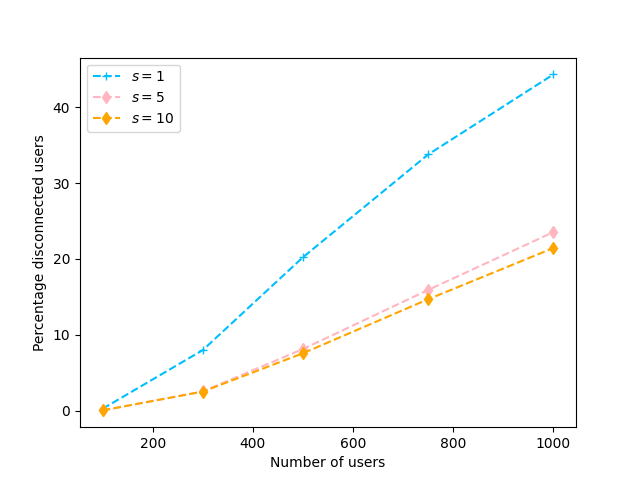 s = 1
s = 5
s = 10
Percentage disconnected users
40
30
20
10
0
200 400 600 800 1000
Number of users